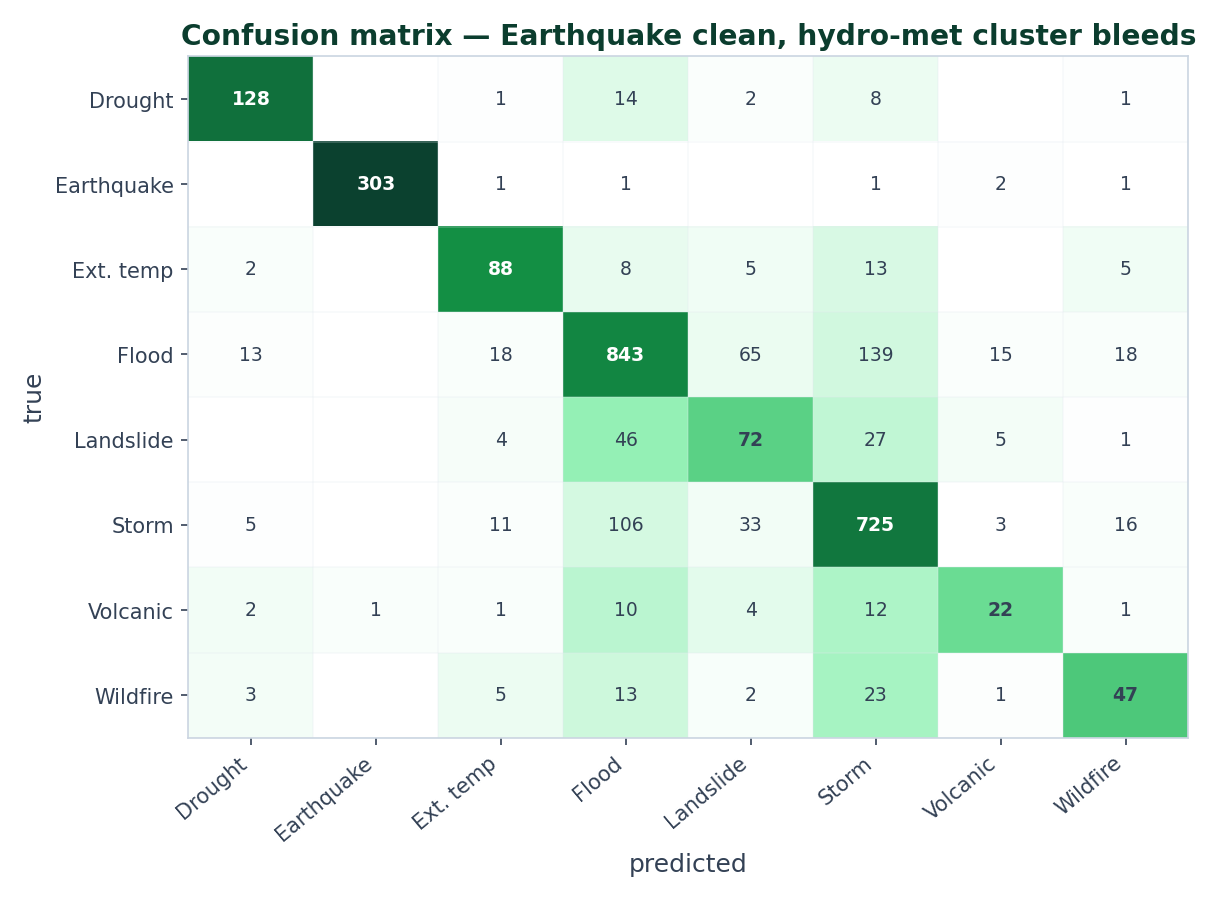 Confusion matrix — Earthquake clean, hydro-met cluster bleeds
Drought 128 1 14 2 8 1
Earthquake 303 1 1 1 2 1
Ext. temp 2 88 8 5 13 5
Flood 13 18 843 65 139 15 18
Landslide 4 46 72 27 5 1
Storm 5 11 106 33 725 3 16
Volcanic 2 1 1 10 4 12 22 1
Wildfire 3 5 13 2 23 1 47
true
Drought Earthquake Ext. temp Flood Landslide Storm Volcanic Wildfire
predicted